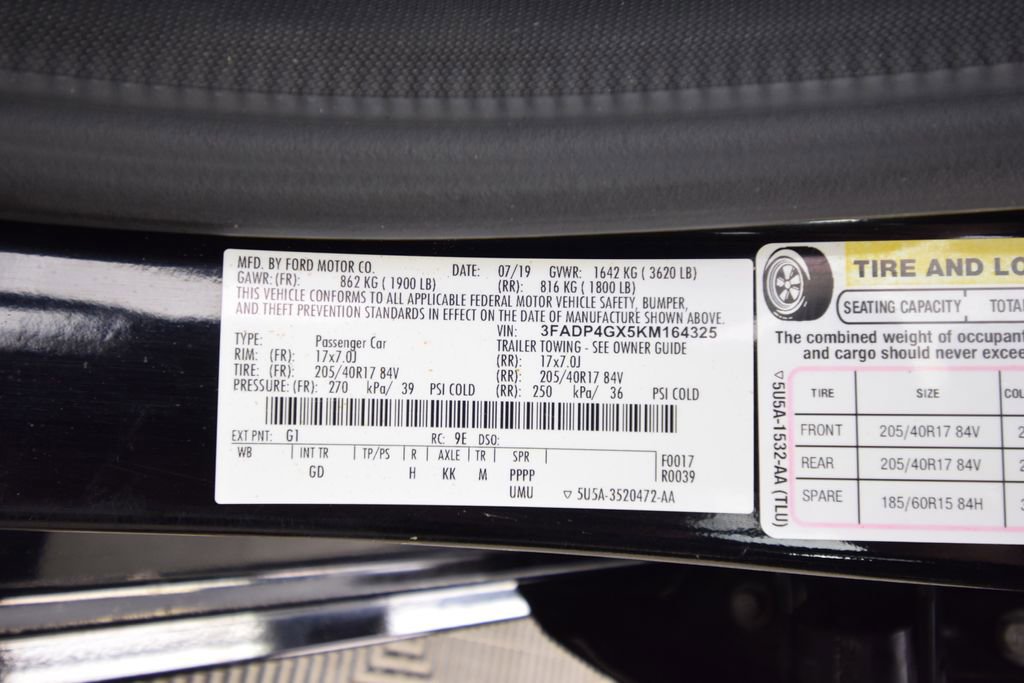 MFD. BY FORD MOTOR CO. DATE: 07/19 GVWR: 1642 KG ( 3620 LB)
GAWR: (FR): 862 KG ( 1900 LB) (RR): 816 KG ( 1800 LB)
THIS VEHICLE CONFORMS TO ALL APPLICABLE FEDERAL MOTOR VEHICLE SAFETY, BUMPER,
AND THEFT PREVENTION STANDARDS IN EFFECT ON THE DATE OF MANUFACTURE SHOWN ABOVE.
VIN: 3FADP4GX5KM164325
TYPE: Passenger Car TRAILER TOWING - SEE OWNER GUIDE
RIM: (FR): 17x7.0J (RR): 17x7.0J
TIRE: (FR): 205/40R17 84V (RR): 205/40R17 84V
PRESSURE: (FR): 270 kPa/ 39 PSI COLD (RR): 250 kPa/ 36 PSI COLD
EXT PNT: G1 RC: 9E DSO:
WB INT TR TP/PS R AXLE TR SPR F0017
GD H KK M PPPP R0039
UMU ▽ 5U5A-3520472-AA
TIRE AND LO
SEATING CAPACITY TOTA
The combined weight of occupan
and cargo should never excee
▽5U5A-1532-AA (TLU)
TIRE SIZE COL
FRONT 205/40R17 84V 2
REAR 205/40R17 84V 2
SPARE 185/60R15 84H